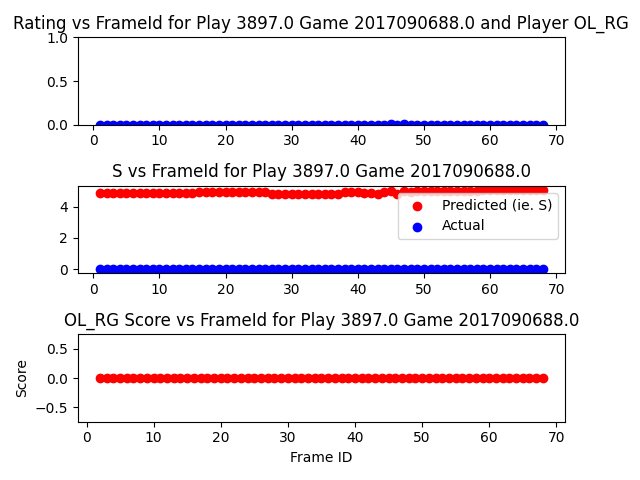 Rating vs FrameId for Play 3897.0 Game 2017090688.0 and Player OL_RG
1.0
0.5
0.0
0 10 20 30 40 50 60 70
S vs FrameId for Play 3897.0 Game 2017090688.0
4
2
0
Predicted (ie. S)
Actual
0 10 20 30 40 50 60 70
OL_RG Score vs FrameId for Play 3897.0 Game 2017090688.0
Score
0.5
0.0
−0.5
0 10 20 30 40 50 60 70
Frame ID